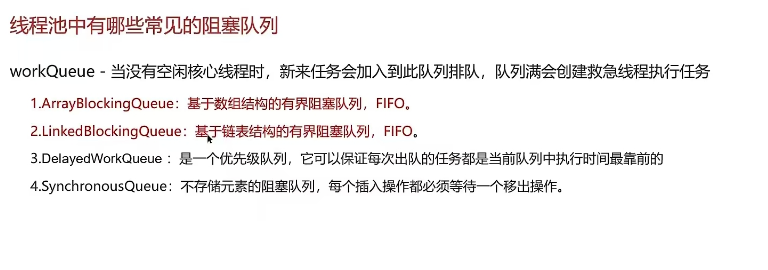 线程池中有哪些常见的阻塞队列
workQueue - 当没有空闲核心线程时，新来任务会加入到此队列排队，队列满会创建救急线程执行任务
1.ArrayBlockingQueue：基于数组结构的有界阻塞队列，FIFO。
2.LinkedBlockingQueue：基于链表结构的有界阻塞队列，FIFO。
3.DelayedWorkQueue ：是一个优先级队列，它可以保证每次出队的任务都是当前队列中执行时间最靠前的
4.SynchronousQueue：不存储元素的阻塞队列，每个插入操作都必须等待一个移出操作。